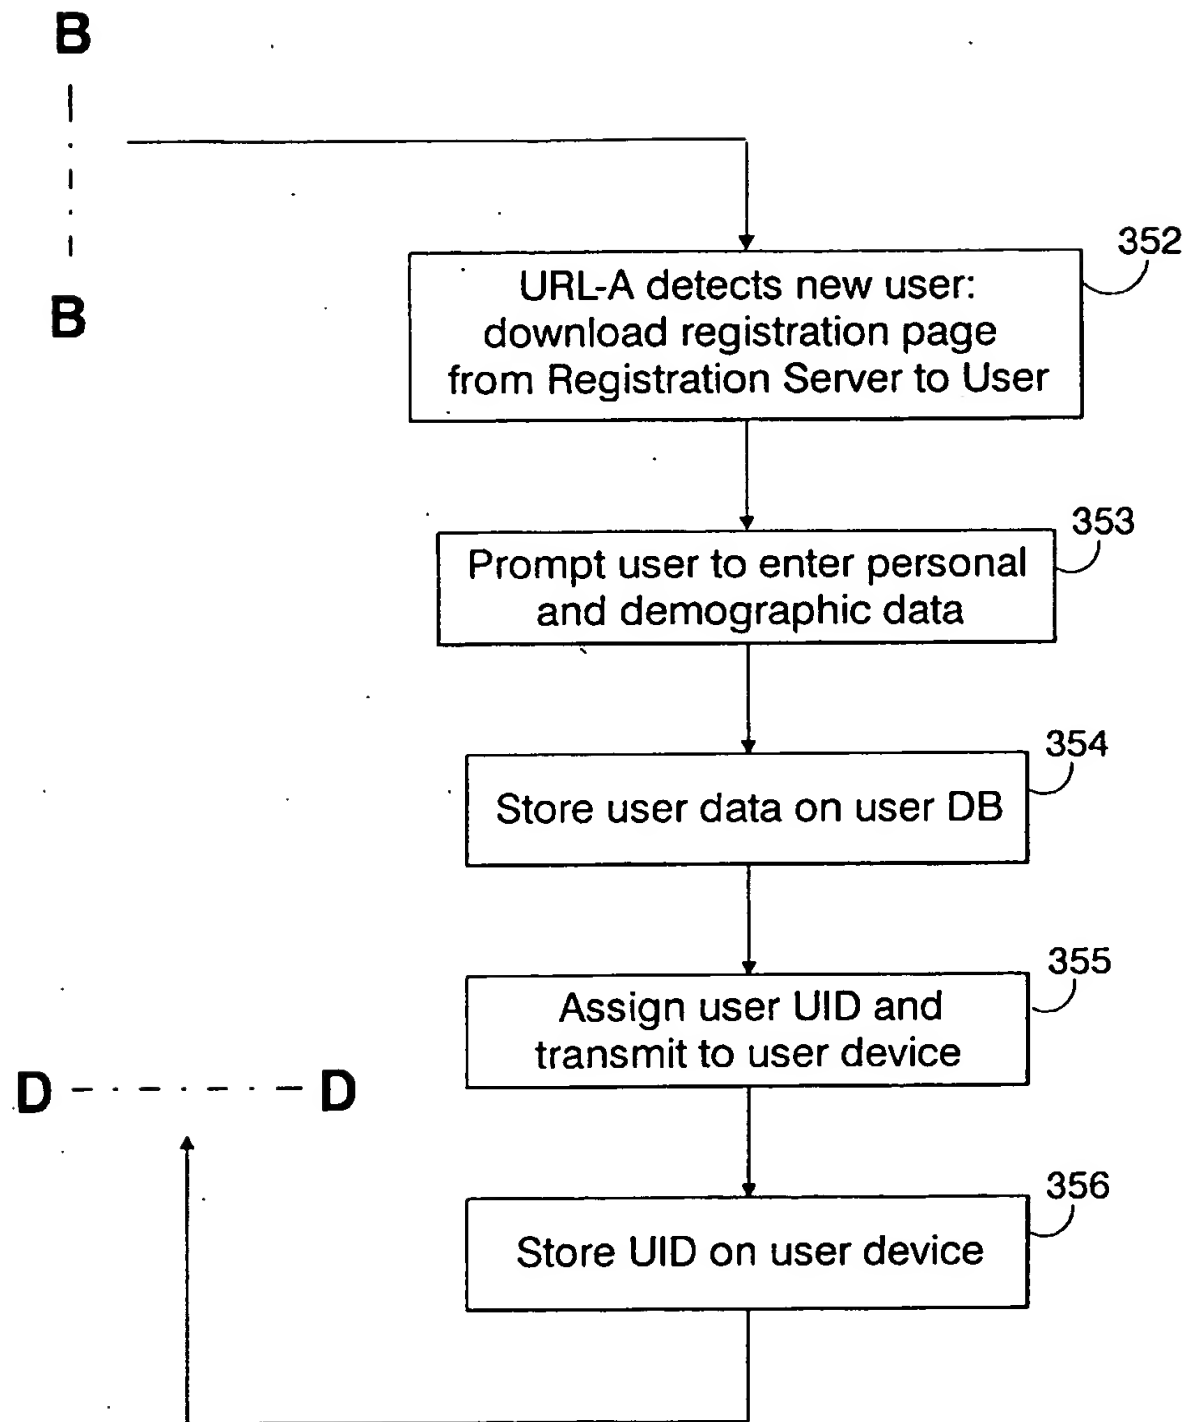 B
B
352
URL-A detects new user:
download registration page
from Registration Server to User
353
Prompt user to enter personal
and demographic data
354
Store user data on user DB
355
Assign user UID and
transmit to user device
D D
356
Store UID on user device